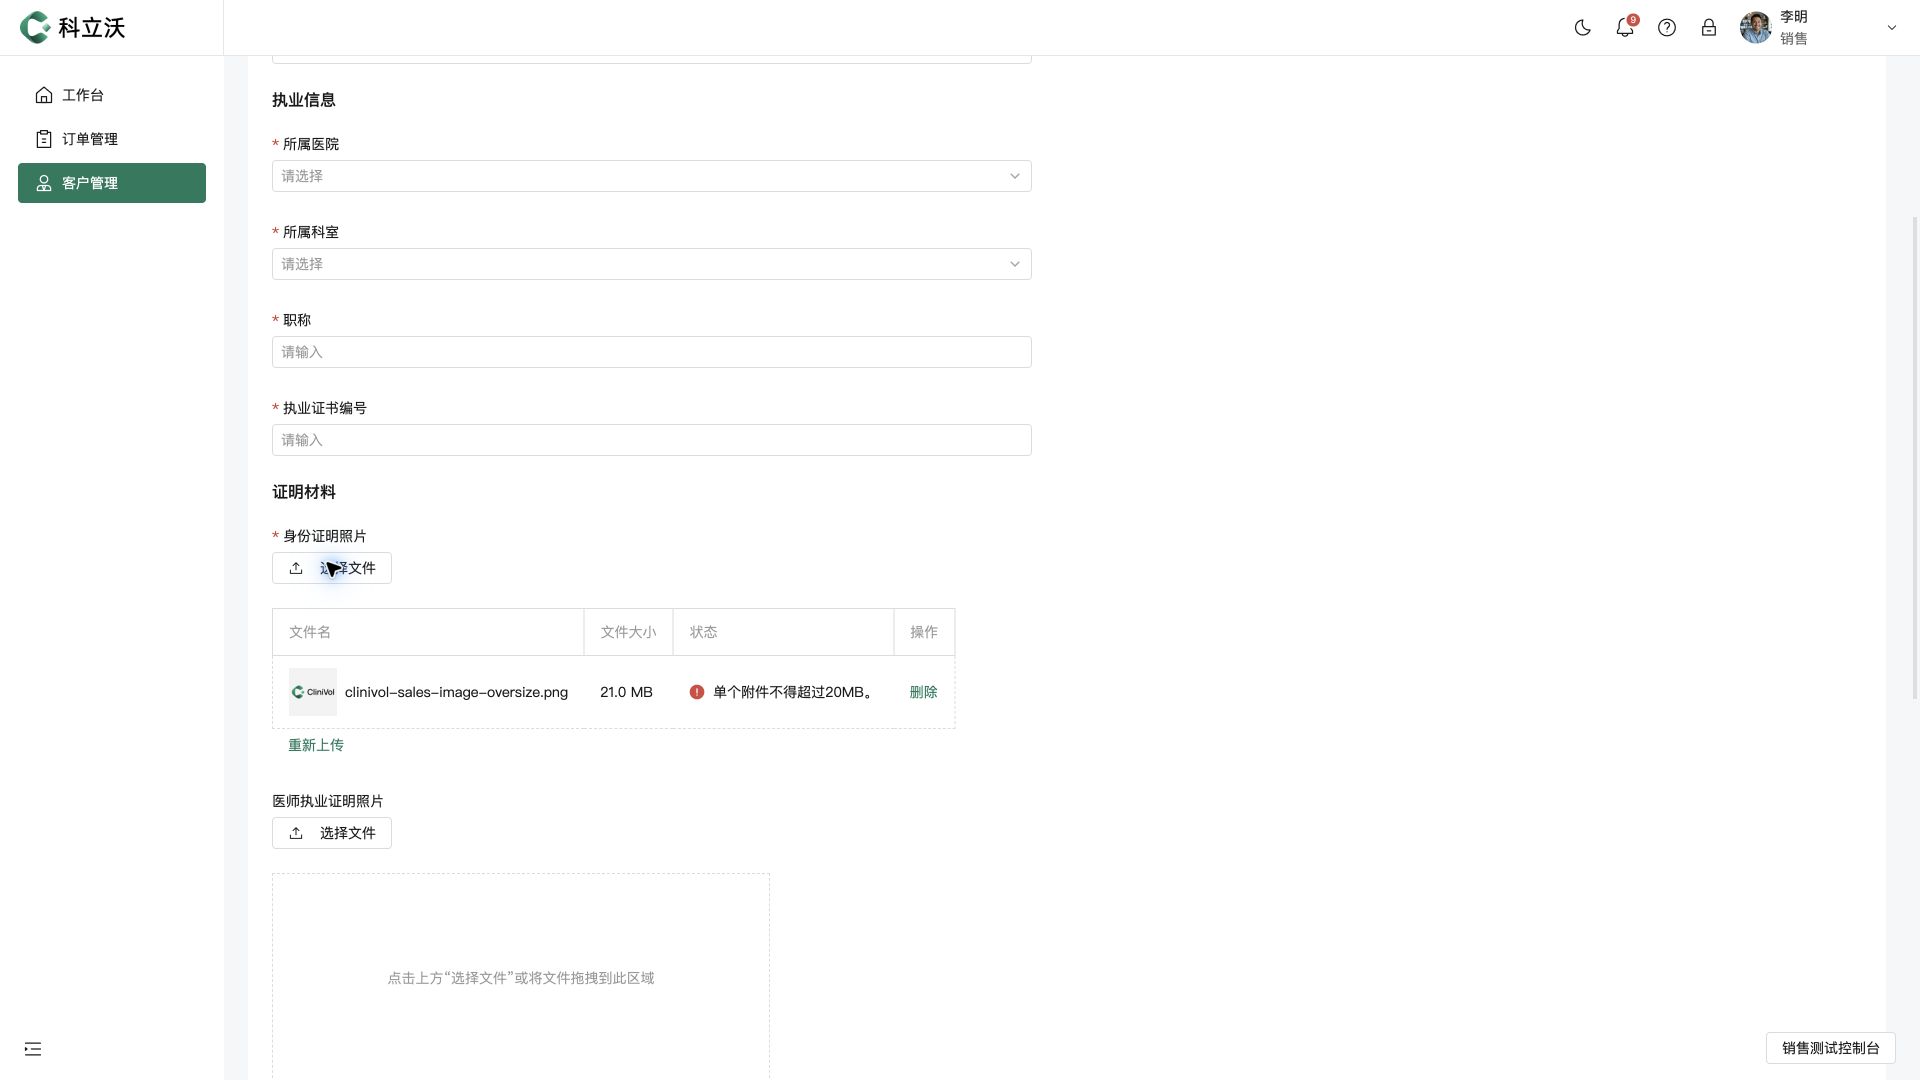 科立沃
9
李明
销售
工作台
订单管理
客户管理
执业信息
* 所属医院
请选择
* 所属科室
请选择
* 职称
请输入
* 执业证书编号
请输入
证明材料
* 身份证明照片
选择文件
文件名 文件大小 状态 操作
CliniVol clinivol-sales-image-oversize.png 21.0 MB 单个附件不得超过20MB。 删除
重新上传
医师执业证明照片
选择文件
点击上方“选择文件”或将文件拖拽到此区域
销售测试控制台